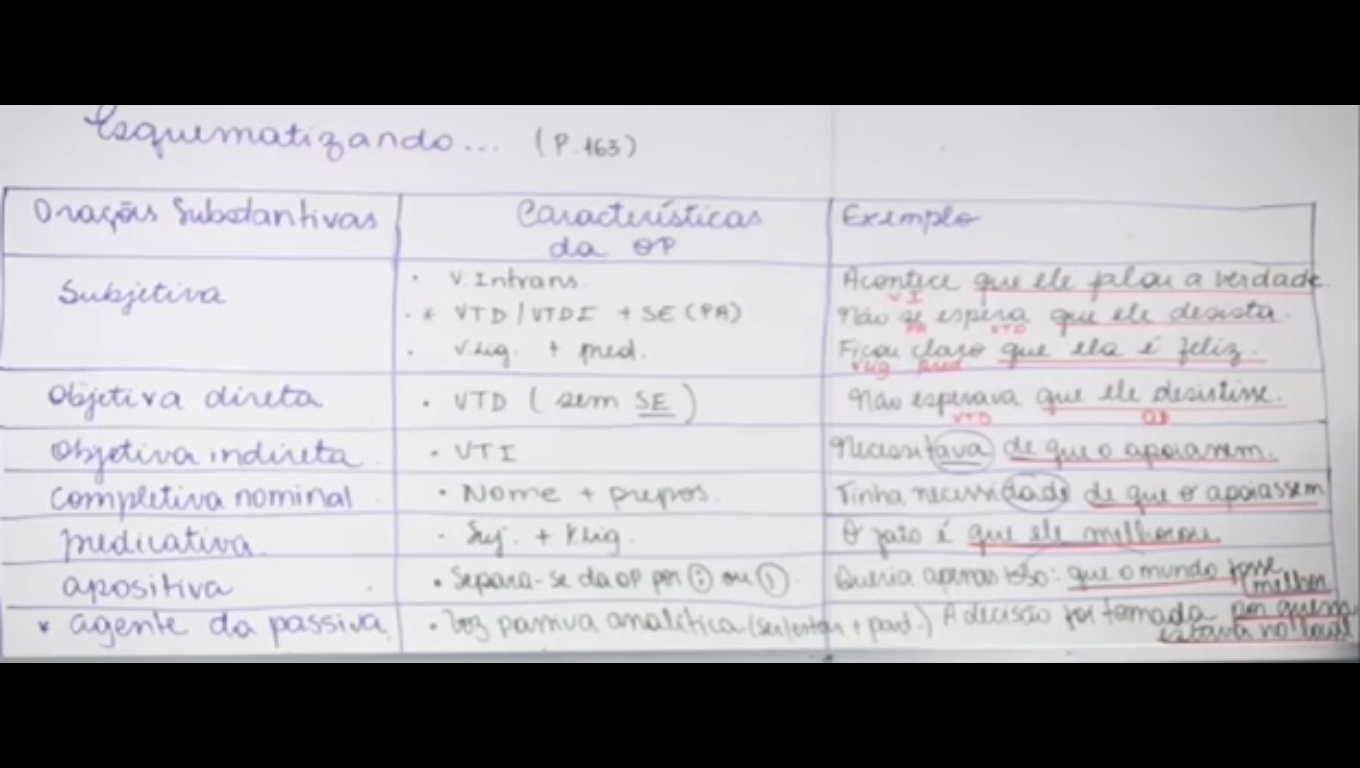 Esquematizando... (P.163)
Orações Substantivas Características da OP Exemplo
Subjetiva
· V. Intrans. Acontece que ele falou a verdade.
VI
· * VTD/VTDI + SE (PA) Não se espera que ele desista.
PA VTD
· V.lig. + pred. Ficou claro que ela é feliz.
VLig pred
Objetiva direta · VTD (sem SE) Não esperava que ele desistisse.
VTD OD
Objetiva indireta · VTI Necessitava de que o apoiassem.
Completiva nominal · Nome + prepos. Tinha necessidade de que o apoiassem
predicativa · Suj. + V.lig. O fato é que ele melhorou.
apositiva · Separa-se da OP por : ou , Queria apenas isso: que o mundo fosse
melhor
* agente da passiva · Voz passiva analítica (ser/estar + part.) A decisão foi tomada por quem
estava no local